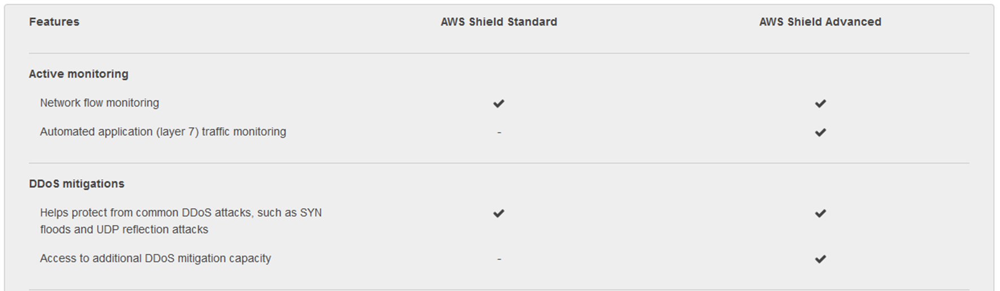 Features AWS Shield Standard AWS Shield Advanced
Active monitoring
Network flow monitoring ✔ ✔
Automated application (layer 7) traffic monitoring - ✔
DDoS mitigations
Helps protect from common DDoS attacks, such as SYN ✔ ✔
floods and UDP reflection attacks
Access to additional DDoS mitigation capacity - ✔